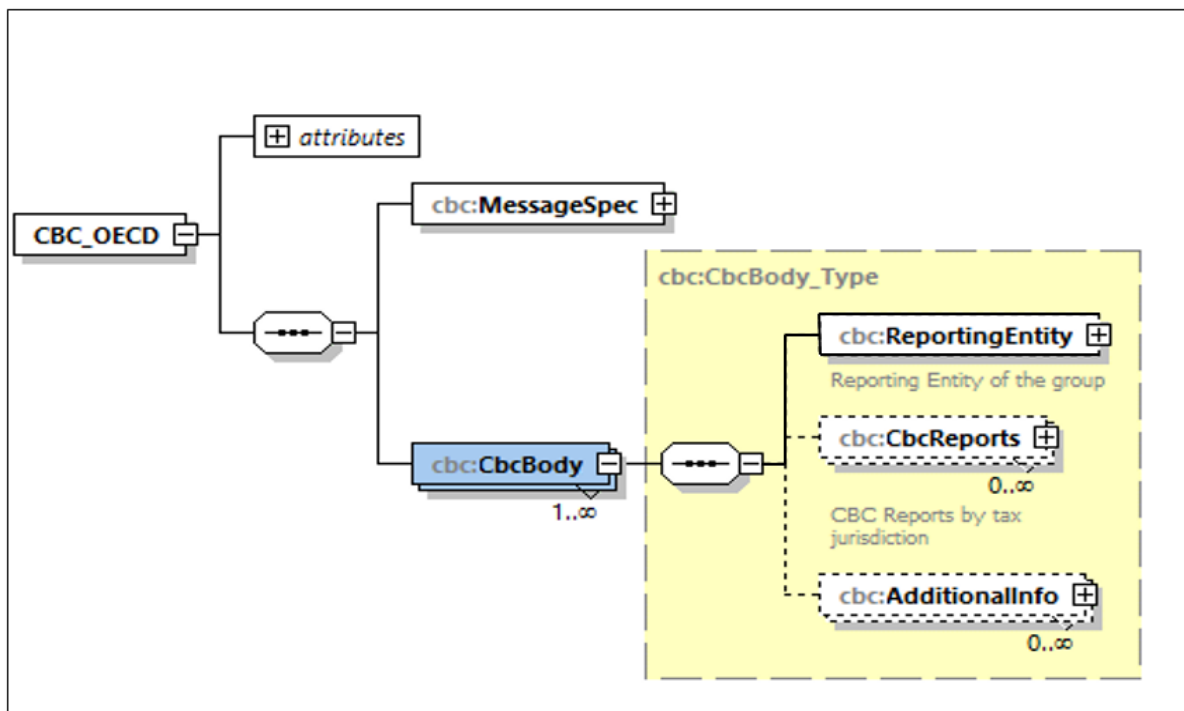 attributes
cbc:MessageSpec
CBC_OECD
cbc:CbcBody_Type
cbc:ReportingEntity
Reporting Entity of the group
cbc:CbcReports
0..∞
CBC Reports by tax
jurisdiction
cbc:CbcBody
1..∞
cbc:AdditionalInfo
0..∞